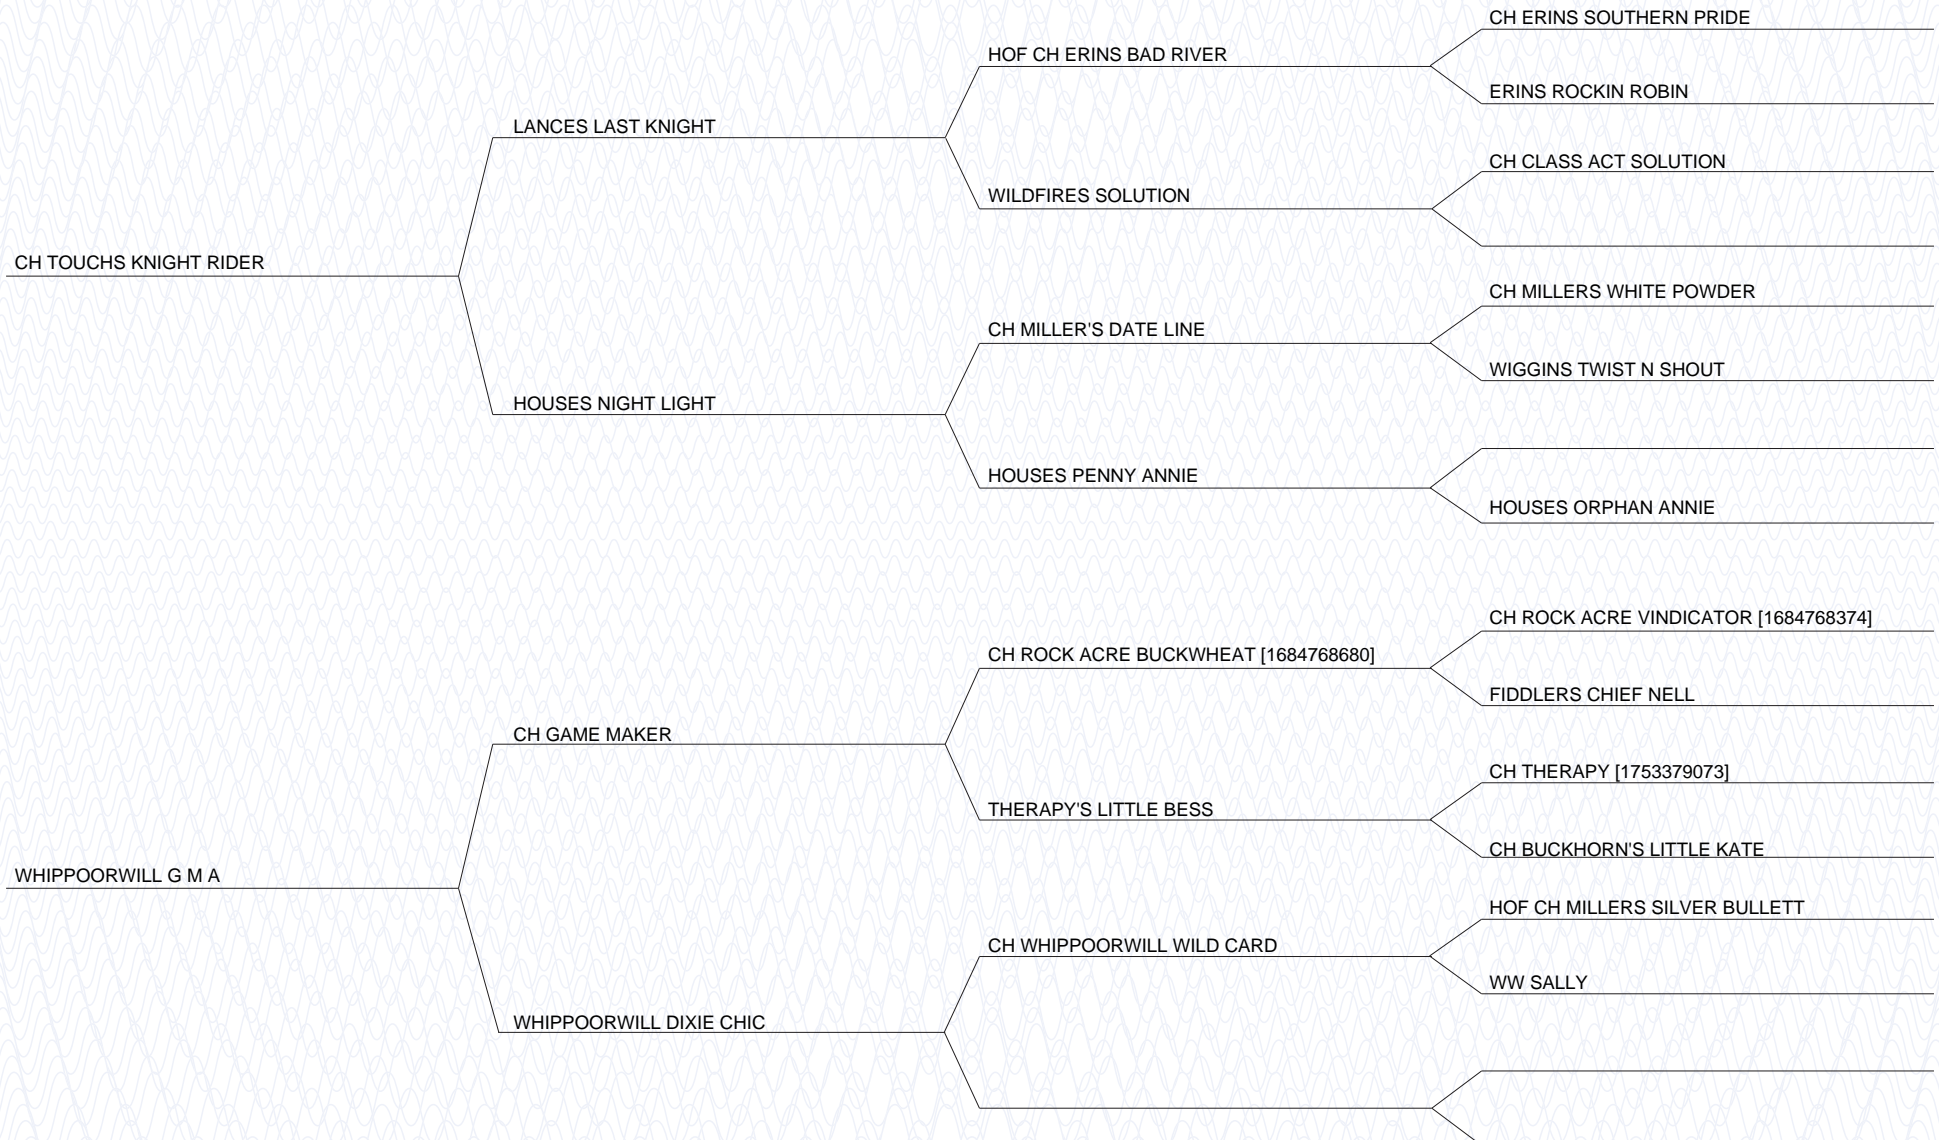 CH ERINS SOUTHERN PRIDE
HOF CH ERINS BAD RIVER
ERINS ROCKIN ROBIN
LANCES LAST KNIGHT
CH CLASS ACT SOLUTION
WILDFIRES SOLUTION
CH TOUCHS KNIGHT RIDER
CH MILLERS WHITE POWDER
CH MILLER'S DATE LINE
WIGGINS TWIST N SHOUT
HOUSES NIGHT LIGHT
HOUSES PENNY ANNIE
HOUSES ORPHAN ANNIE
CH ROCK ACRE VINDICATOR [1684768374]
CH ROCK ACRE BUCKWHEAT [1684768680]
FIDDLERS CHIEF NELL
CH GAME MAKER
CH THERAPY [1753379073]
THERAPY'S LITTLE BESS
CH BUCKHORN'S LITTLE KATE
WHIPPOORWILL G M A
HOF CH MILLERS SILVER BULLETT
CH WHIPPOORWILL WILD CARD
WW SALLY
WHIPPOORWILL DIXIE CHIC